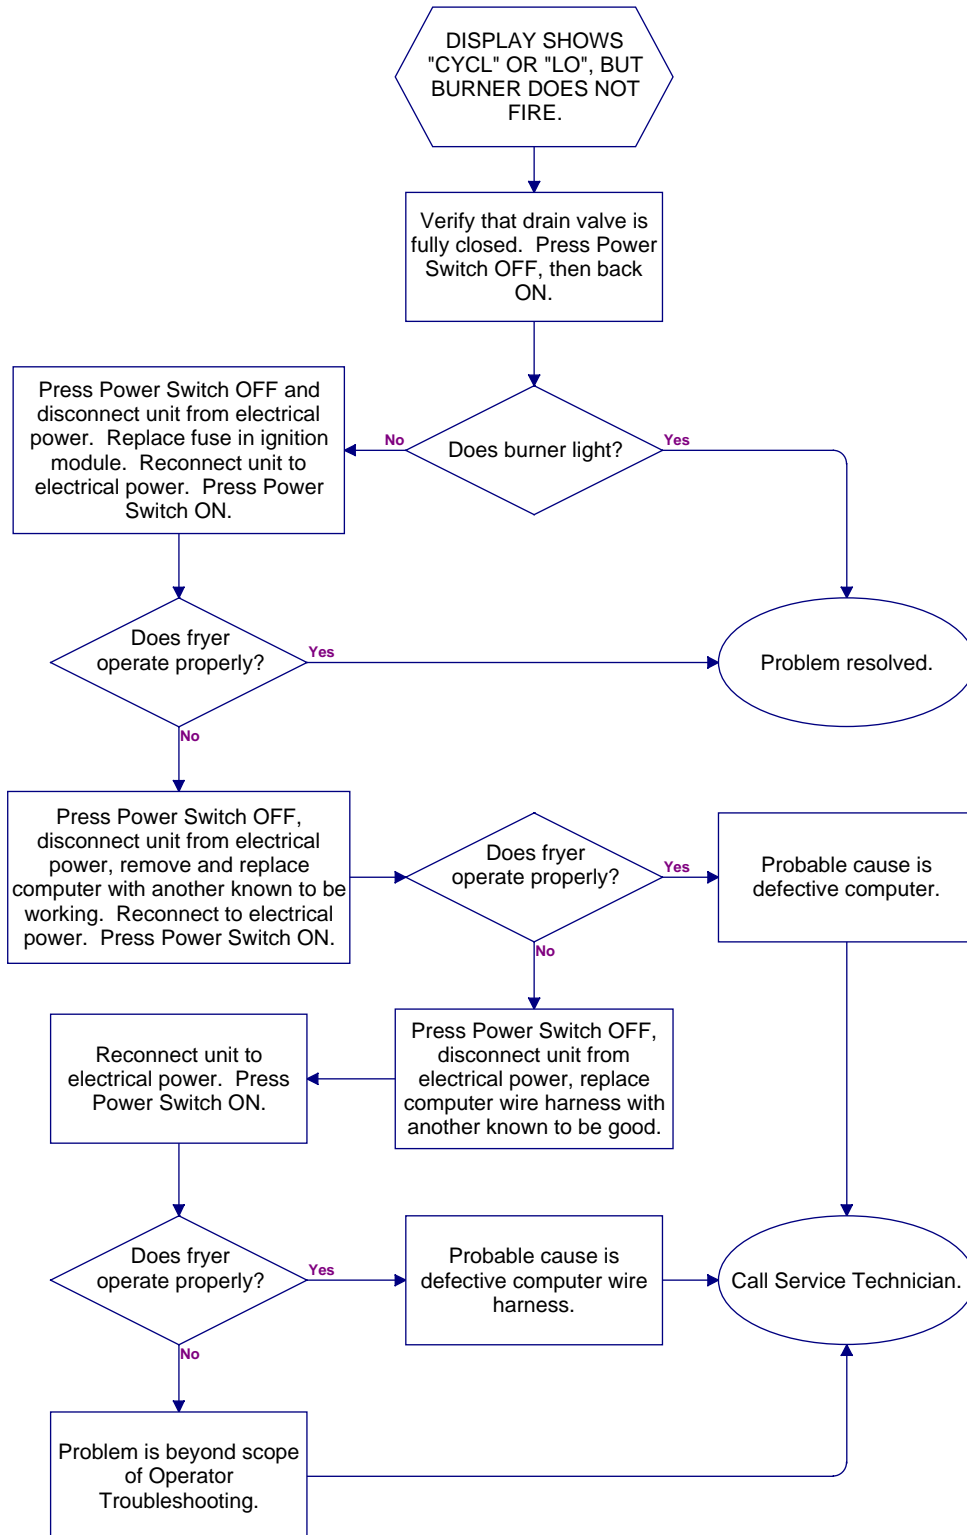 DISPLAY SHOWS
"CYCL" OR "LO", BUT
BURNER DOES NOT
FIRE.
Verify that drain valve is
fully closed.  Press Power
Switch OFF, then back
ON.
Does burner light?
No
Yes
Press Power Switch OFF and
disconnect unit from electrical
power.  Replace fuse in ignition
module.  Reconnect unit to
electrical power.  Press Power
Switch ON.
Does fryer
operate properly?
Yes
No
Problem resolved.
Press Power Switch OFF,
disconnect unit from electrical
power, remove and replace
computer with another known to be
working.  Reconnect to electrical
power.  Press Power Switch ON.
Does fryer
operate properly?
Yes
No
Probable cause is
defective computer.
Press Power Switch OFF,
disconnect unit from
electrical power, replace
computer wire harness with
another known to be good.
Reconnect unit to
electrical power.  Press
Power Switch ON.
Does fryer
operate properly?
Yes
No
Probable cause is
defective computer wire
harness.
Call Service Technician.
Problem is beyond scope
of Operator
Troubleshooting.